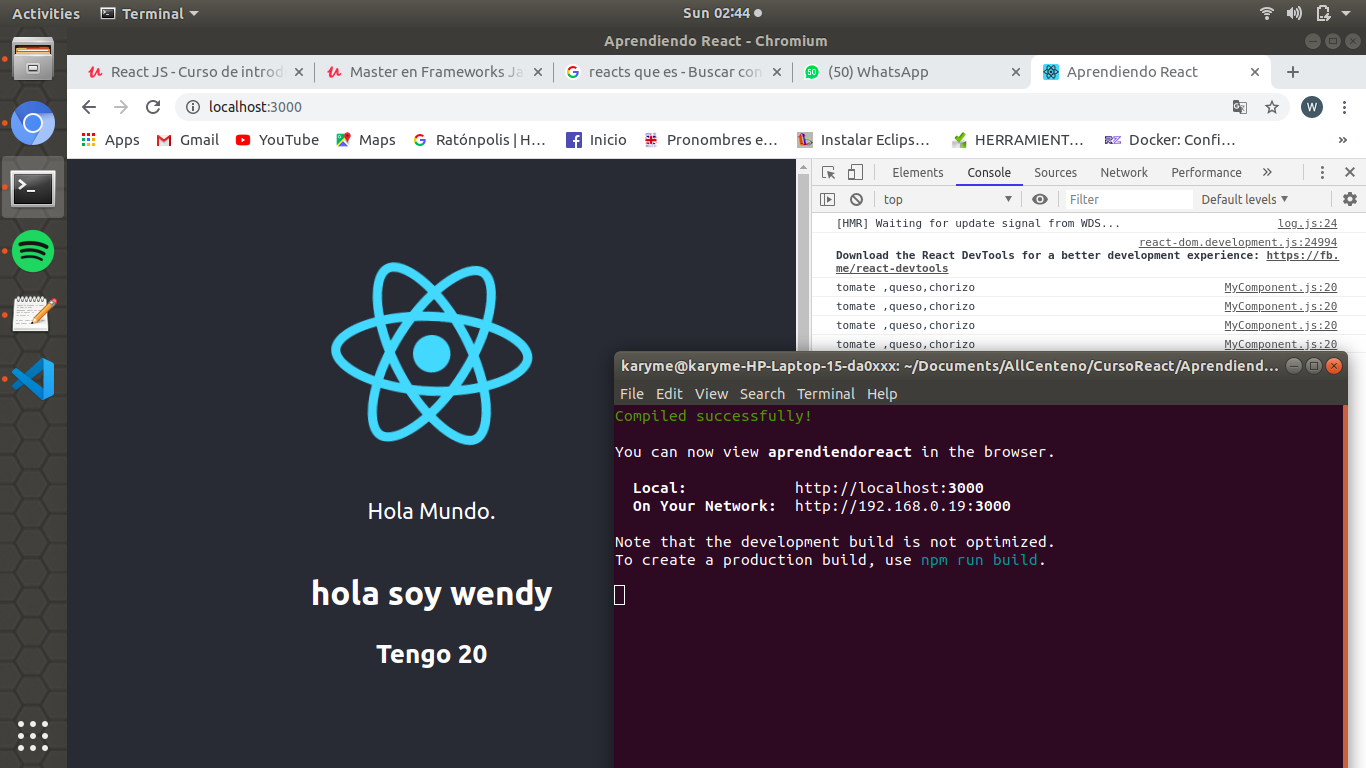 Activities Terminal Sun 02:44
Aprendiendo React - Chromium
React JS - Curso de introd Master en Frameworks Ja reacts que es - Buscar con 50 (50) WhatsApp Aprendiendo React
localhost:3000 W
Apps Gmail YouTube Maps Ratónpolis | H... Inicio Pronombres e... Instalar Eclips... HERRAMIENT... Docker: Confi... »
Elements Console Sources Network Performance »
top Filter Default levels
[HMR] Waiting for update signal from WDS... log.js:24
react-dom.development.js:24994
Download the React DevTools for a better development experience: https://fb.
me/react-devtools
tomate ,queso,chorizo MyComponent.js:20
tomate ,queso,chorizo MyComponent.js:20
tomate ,queso,chorizo MyComponent.js:20
tomate ,queso,chorizo MyComponent.js:20
Hola Mundo.
hola soy wendy
Tengo 20
karyme@karyme-HP-Laptop-15-da0xxx: ~/Documents/AllCenteno/CursoReact/Aprendiend...
File Edit View Search Terminal Help
Compiled successfully!
You can now view aprendiendoreact in the browser.
Local: http://localhost:3000
On Your Network: http://192.168.0.19:3000
Note that the development build is not optimized.
To create a production build, use npm run build.